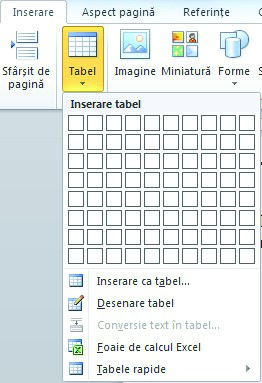 Inserare Aspect pagină Referințe
Sfârșit de pagină
Tabel
Imagine
Miniatură
Forme
Inserare tabel
Inserare ca tabel...
Desenare tabel
Conversie text în tabel...
Foaie de calcul Excel
Tabele rapide